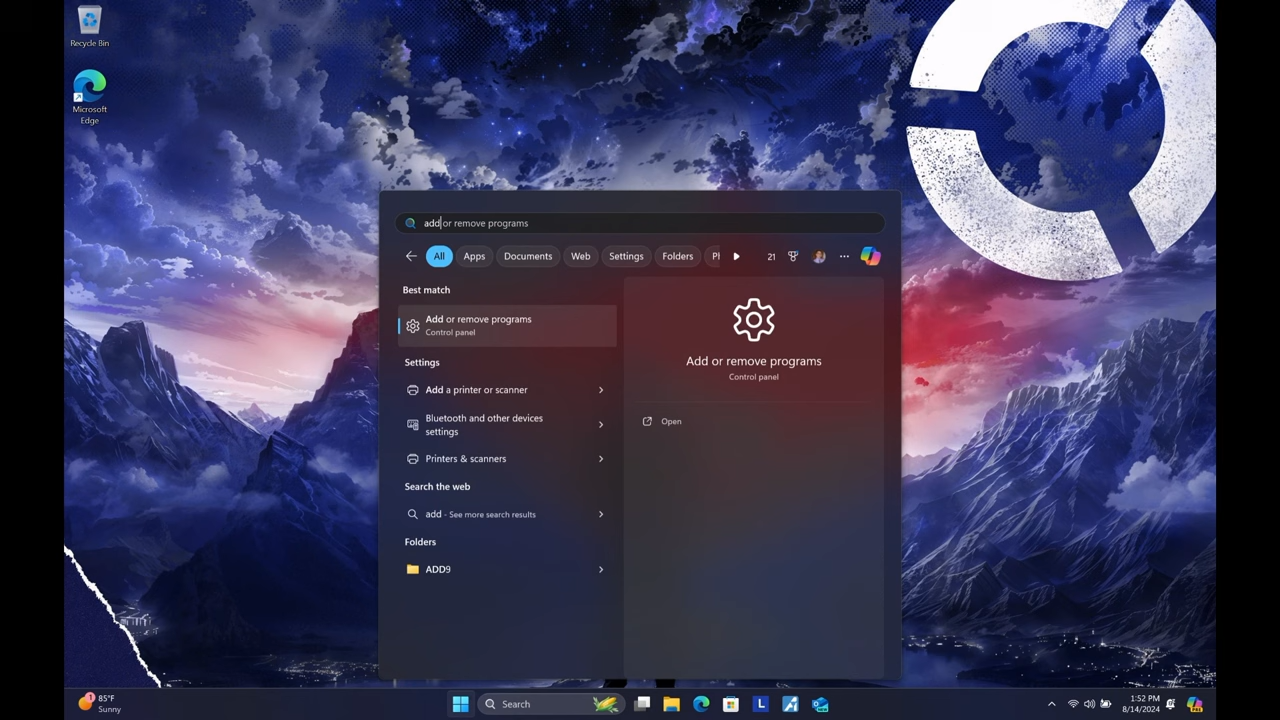 Recycle Bin
Microsoft
Edge
add or remove programs
All Apps Documents Web Settings Folders 21
Best match
Add or remove programs
Control panel
Settings
Add a printer or scanner
Bluetooth and other devices
settings
Printers & scanners
Search the web
add - See more search results
Folders
ADD9
Add or remove programs
Control panel
Open
1
85°F
Sunny
Search
L
1:52 PM
8/14/2024